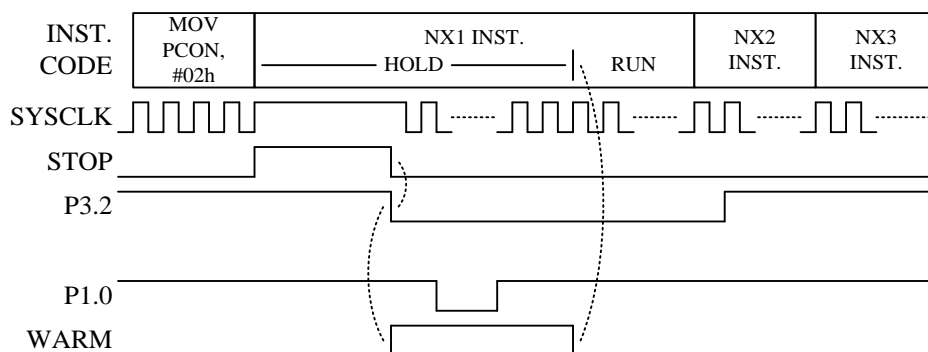 INST.
CODE
MOV
PCON,
#02h
NX1 INST.
HOLD
RUN
NX2
INST.
NX3
INST.
SYSCLK
STOP
P3.2
P1.0
WARM